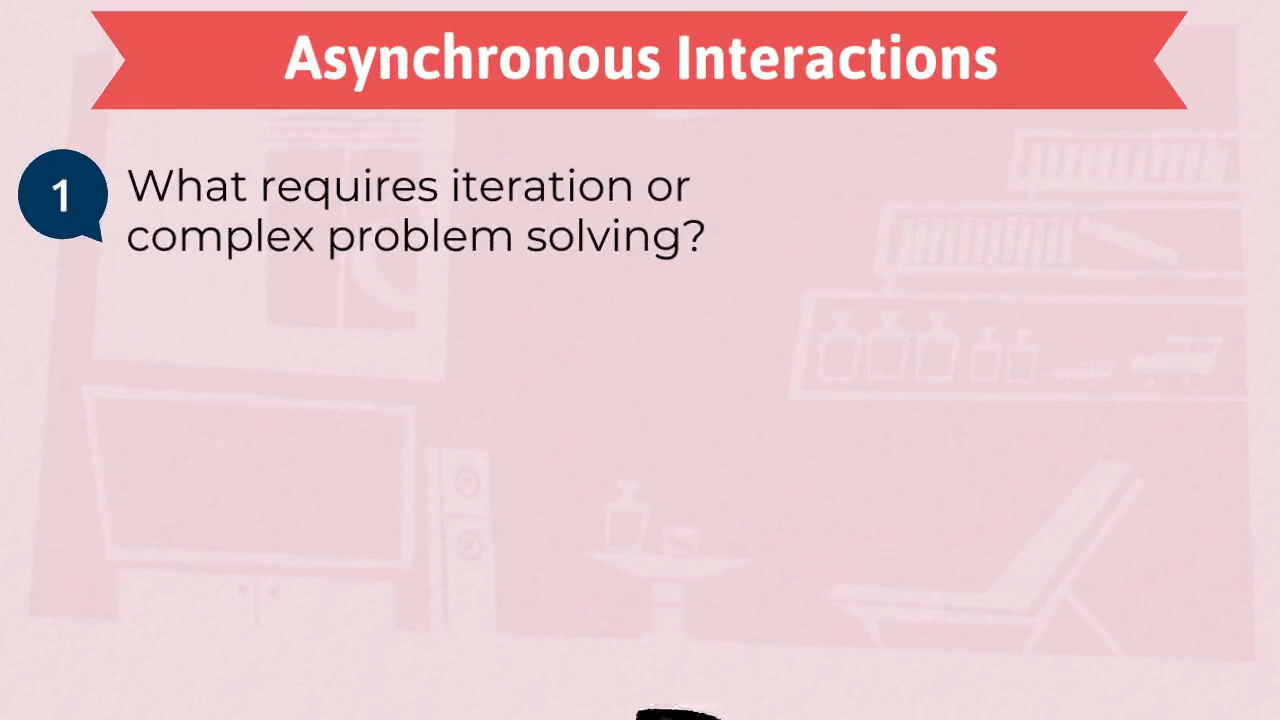 Asynchronous Interactions
1
What requires iteration or
complex problem solving?